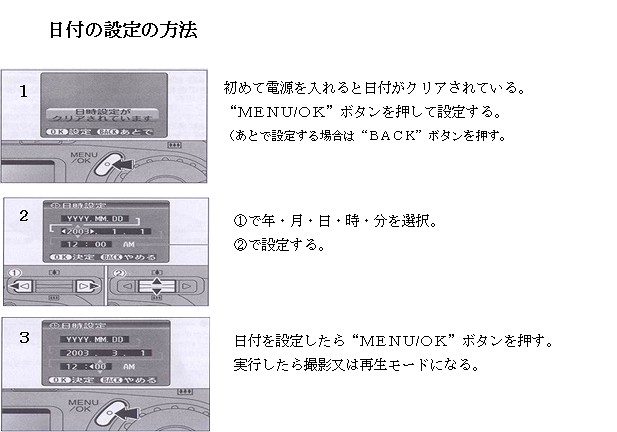 日付の設定の方法
1
日時設定が
クリアされています
OK 設定 BACK あとで
MENU
/OK
初めて電源を入れると日付がクリアされている。
“MENU/OK”ボタンを押して設定する。
(あとで設定する場合は“BACK”ボタンを押す。
2
日時設定
YYYY. MM. DD
2003. 1. 1
12 : 00 AM
OK 決定 BACK やめる
① ②
①で年・月・日・時・分を選択。
②で設定する。
3
日時設定
YYYY. MM. DD
2003. 3. 1
12 : 00 AM
OK 決定 BACK やめる
MENU
/OK
日付を設定したら“MENU/OK”ボタンを押す。
実行したら撮影又は再生モードになる。